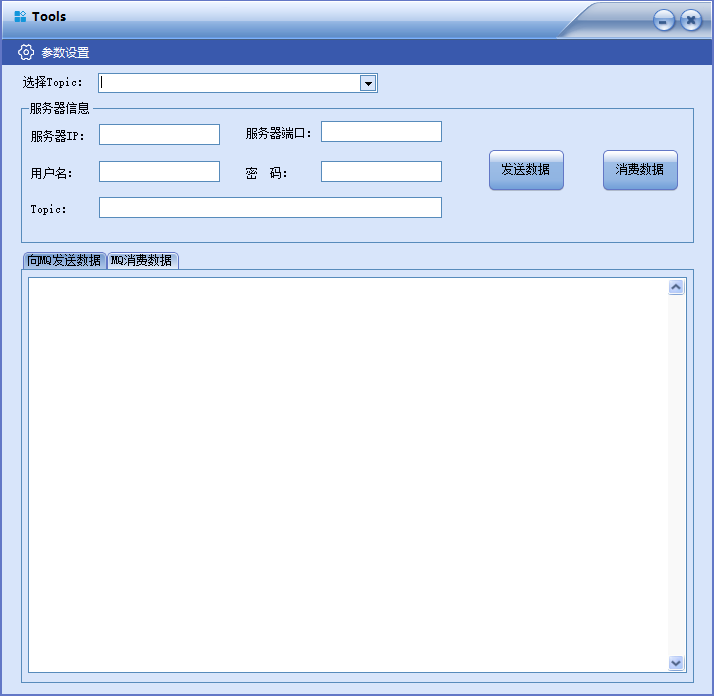 Tools
参数设置
选择Topic:
服务器信息
服务器IP: 服务器端口:
用户名: 密 码: 发送数据 消费数据
Topic:
向MQ发送数据 MQ消费数据